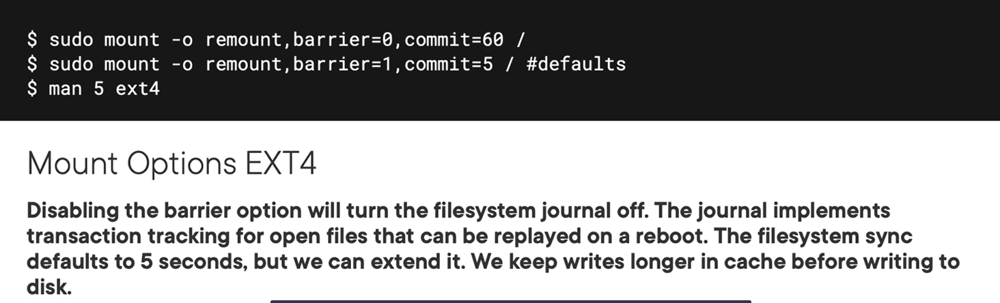 $ sudo mount -o remount,barrier=0,commit=60 /
$ sudo mount -o remount,barrier=1,commit=5 / #defaults
$ man 5 ext4
Mount Options EXT4
Disabling the barrier option will turn the filesystem journal off. The journal implements
transaction tracking for open files that can be replayed on a reboot. The filesystem sync
defaults to 5 seconds, but we can extend it. We keep writes longer in cache before writing to
disk.